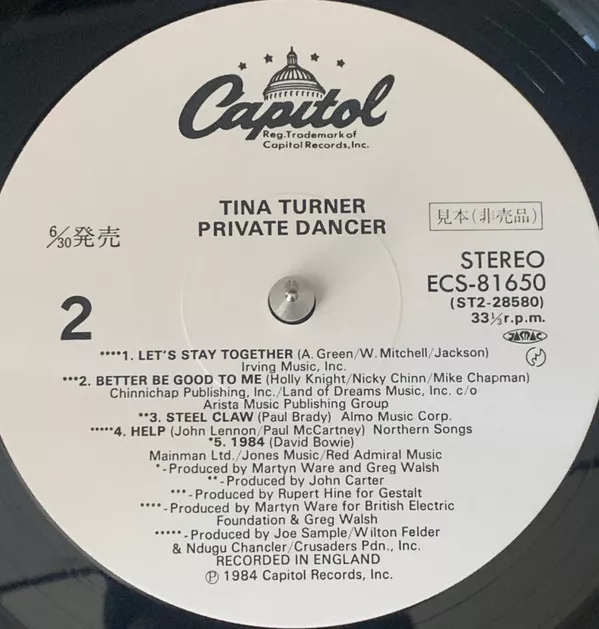 Capitol
Reg.Trademark of
Capitol Records,Inc.
TINA TURNER
PRIVATE DANCER
6/30発売
見本(非売品)
STEREO
ECS-81650
(ST2-28580)
33⅓r.p.m.
JASRAC
2
****1. LET'S STAY TOGETHER (A. Green/W. Mitchell/Jackson)
Irving Music, Inc.
***2. BETTER BE GOOD TO ME (Holly Knight/Nicky Chinn/Mike Chapman)
Chinnichap Publishing, Inc../Land of Dreams Music, Inc. c/o
Arista Music Publishing Group
**3. STEEL CLAW (Paul Brady) Almo Music Corp.
*****4. HELP (John Lennon/Paul McCartney) Northern Songs
*5. 1984 (David Bowie)
Mainman Ltd./Jones Music/Red Admiral Music
*-Produced by Martyn Ware and Greg Walsh
**-Produced by John Carter
***-Produced by Rupert Hine for Gestalt
****-Produced by Martyn Ware for British Electric
Foundation & Greg Walsh
*****-Produced by Joe Sample/Wilton Felder
& Ndugu Chancler/Crusaders Pdn., Inc.
RECORDED IN ENGLAND
Ⓟ 1984 Capitol Records, Inc.